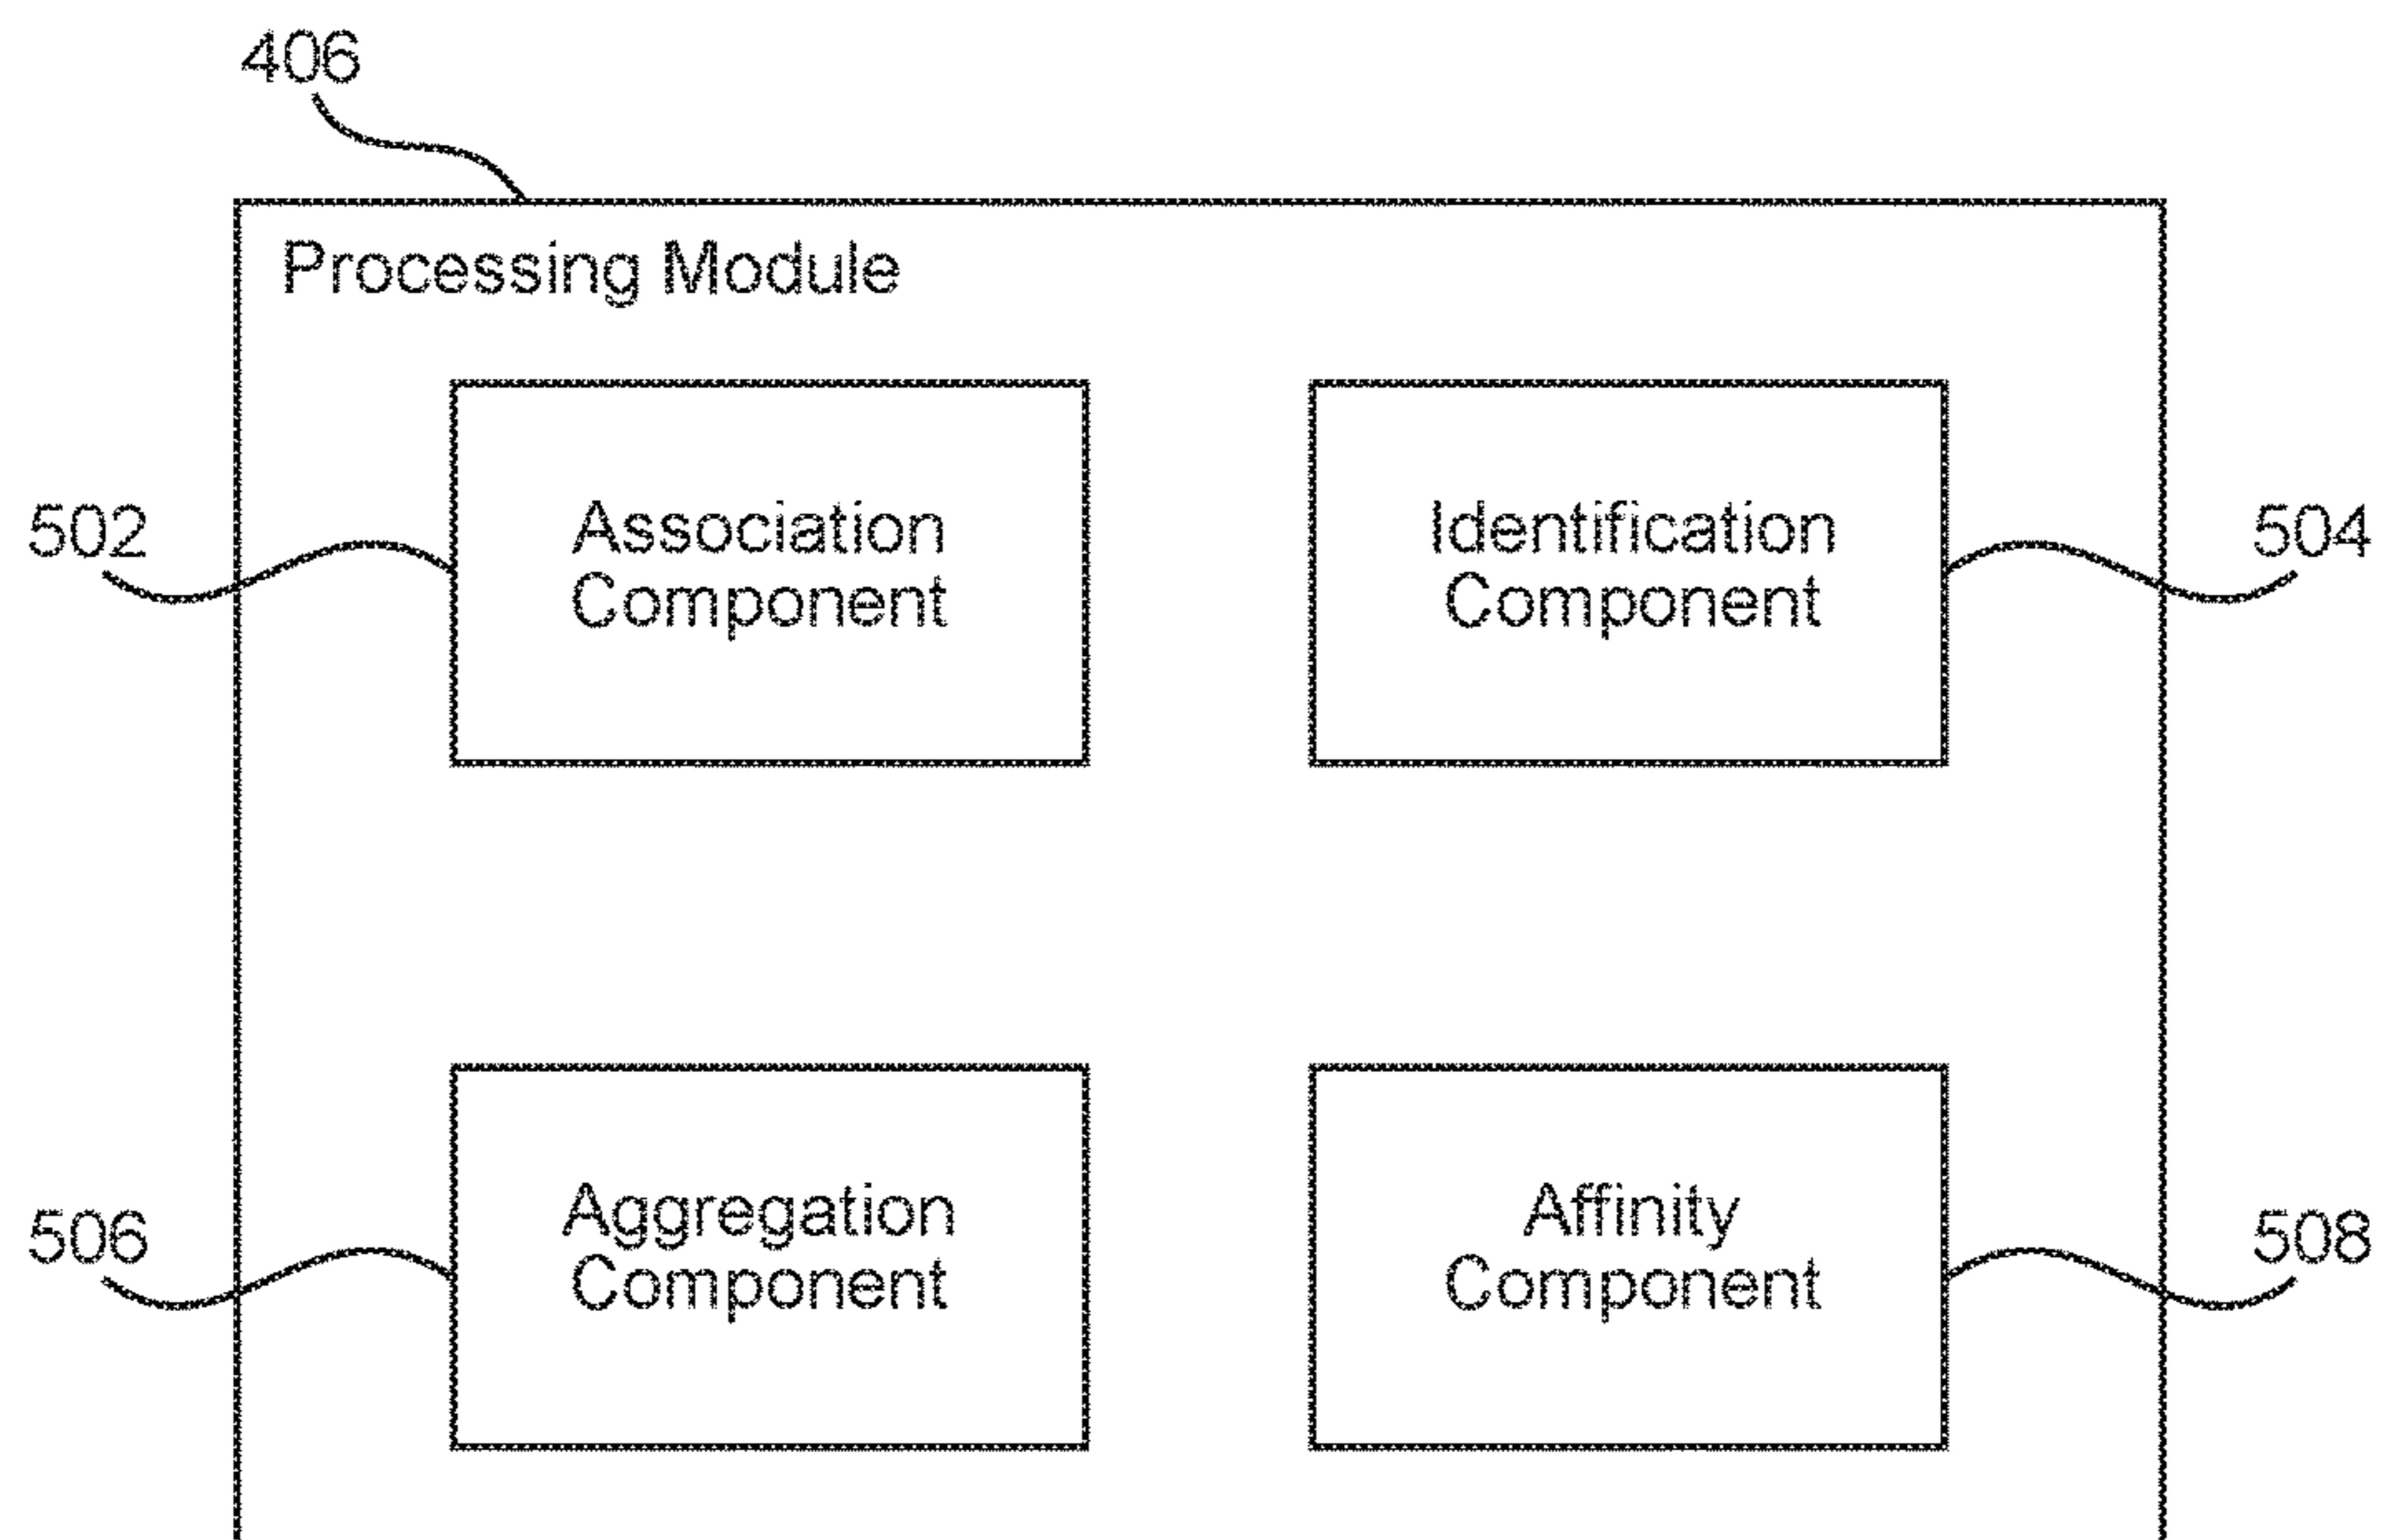 406
Processing Module
Association
Component
Identification
Component
502
504
Aggregation
Component
Affinity
Component
506
508